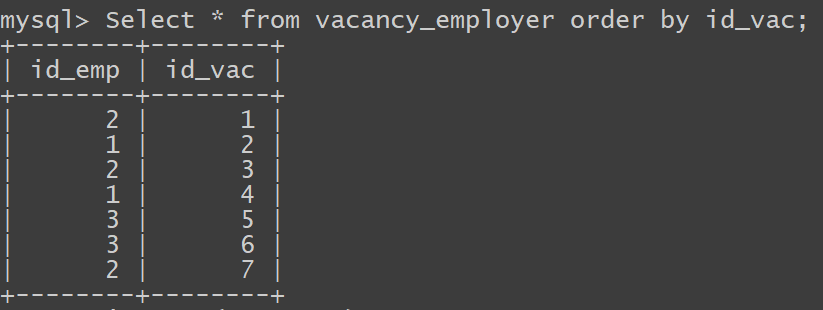 mysql> Select * from vacancy_employer order by id_vac;
+--------+--------+
| id_emp | id_vac |
+--------+--------+
|      2 |      1 |
|      1 |      2 |
|      2 |      3 |
|      1 |      4 |
|      3 |      5 |
|      3 |      6 |
|      2 |      7 |
+--------+--------+